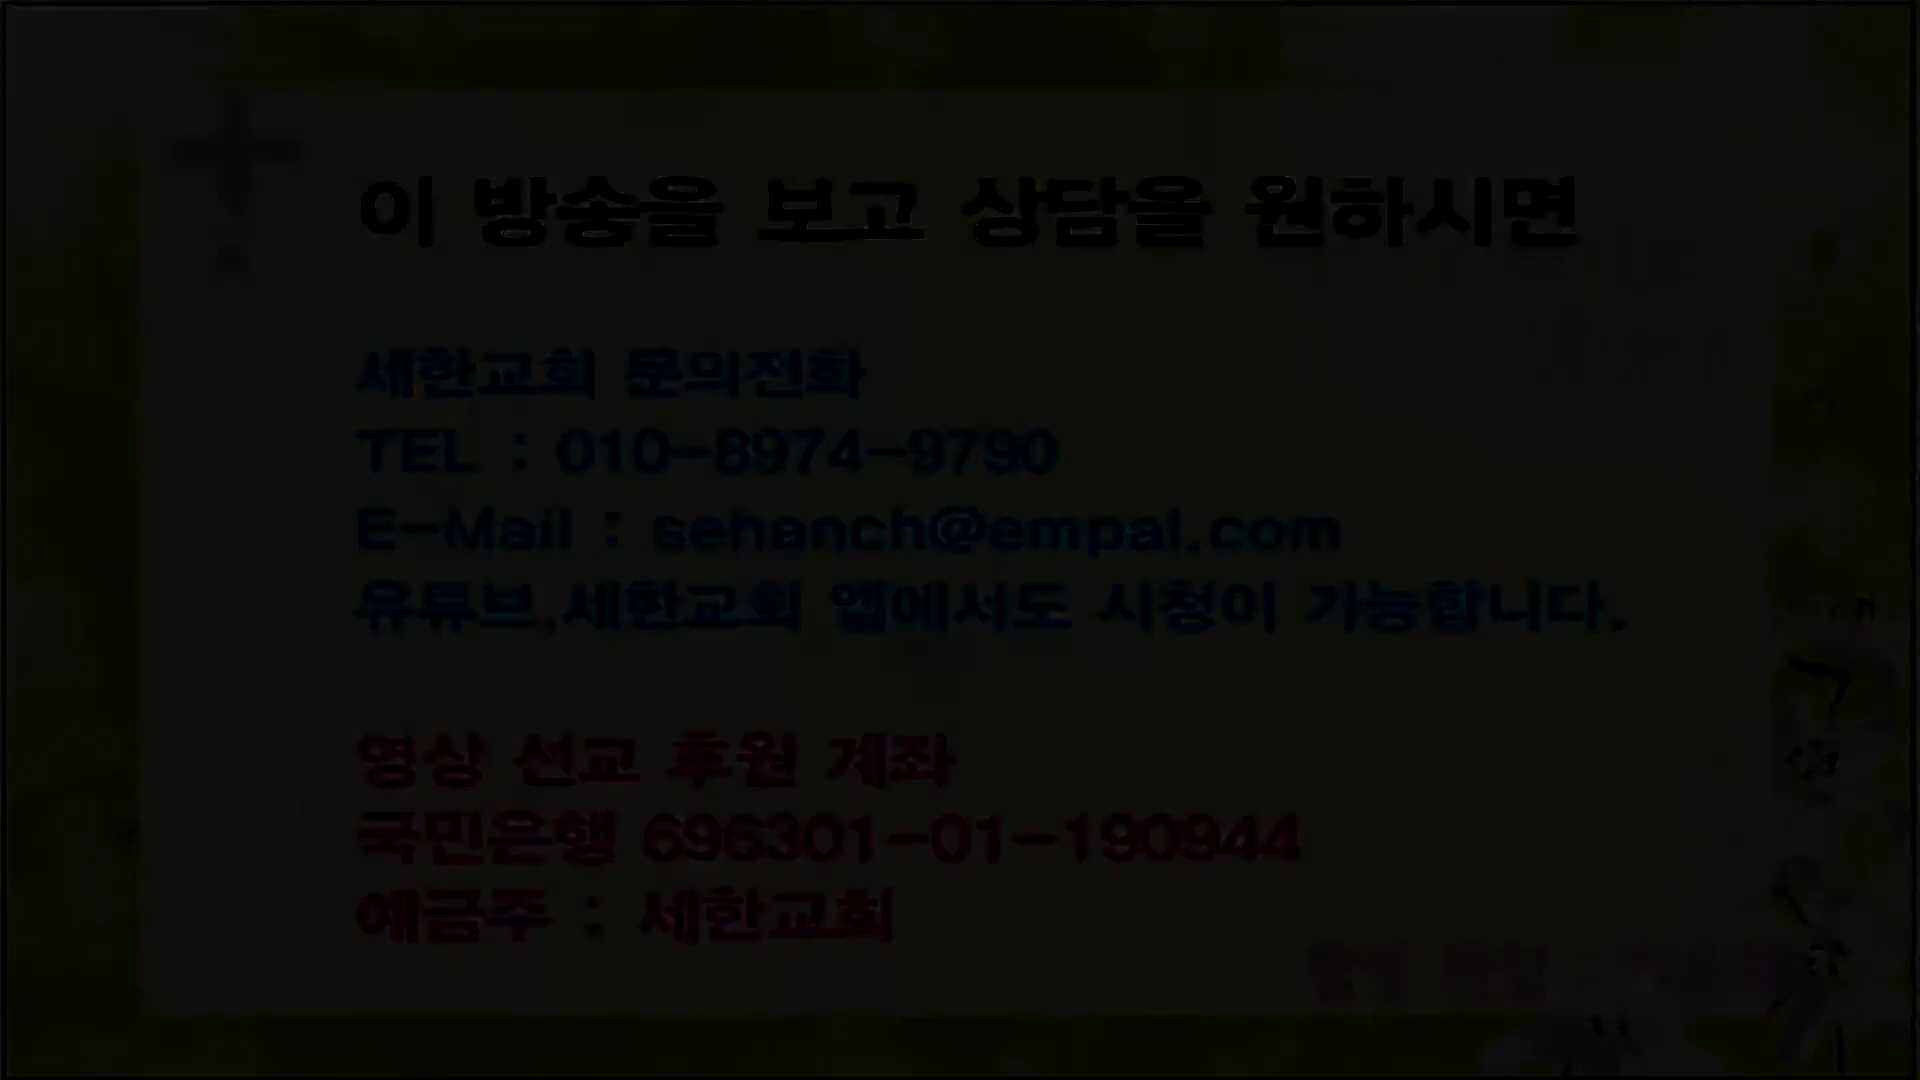 이 방송을 보고 상담을 원하시면
세한교회 문의전화
TEL : 010-8974-9790
E-Mail : sehanch@empal.com
유튜브,세한교회 앱에서도 시청이 가능합니다.
영상 선교 후원 계좌
국민은행 696301-01-190944
예금주 : 세한교회